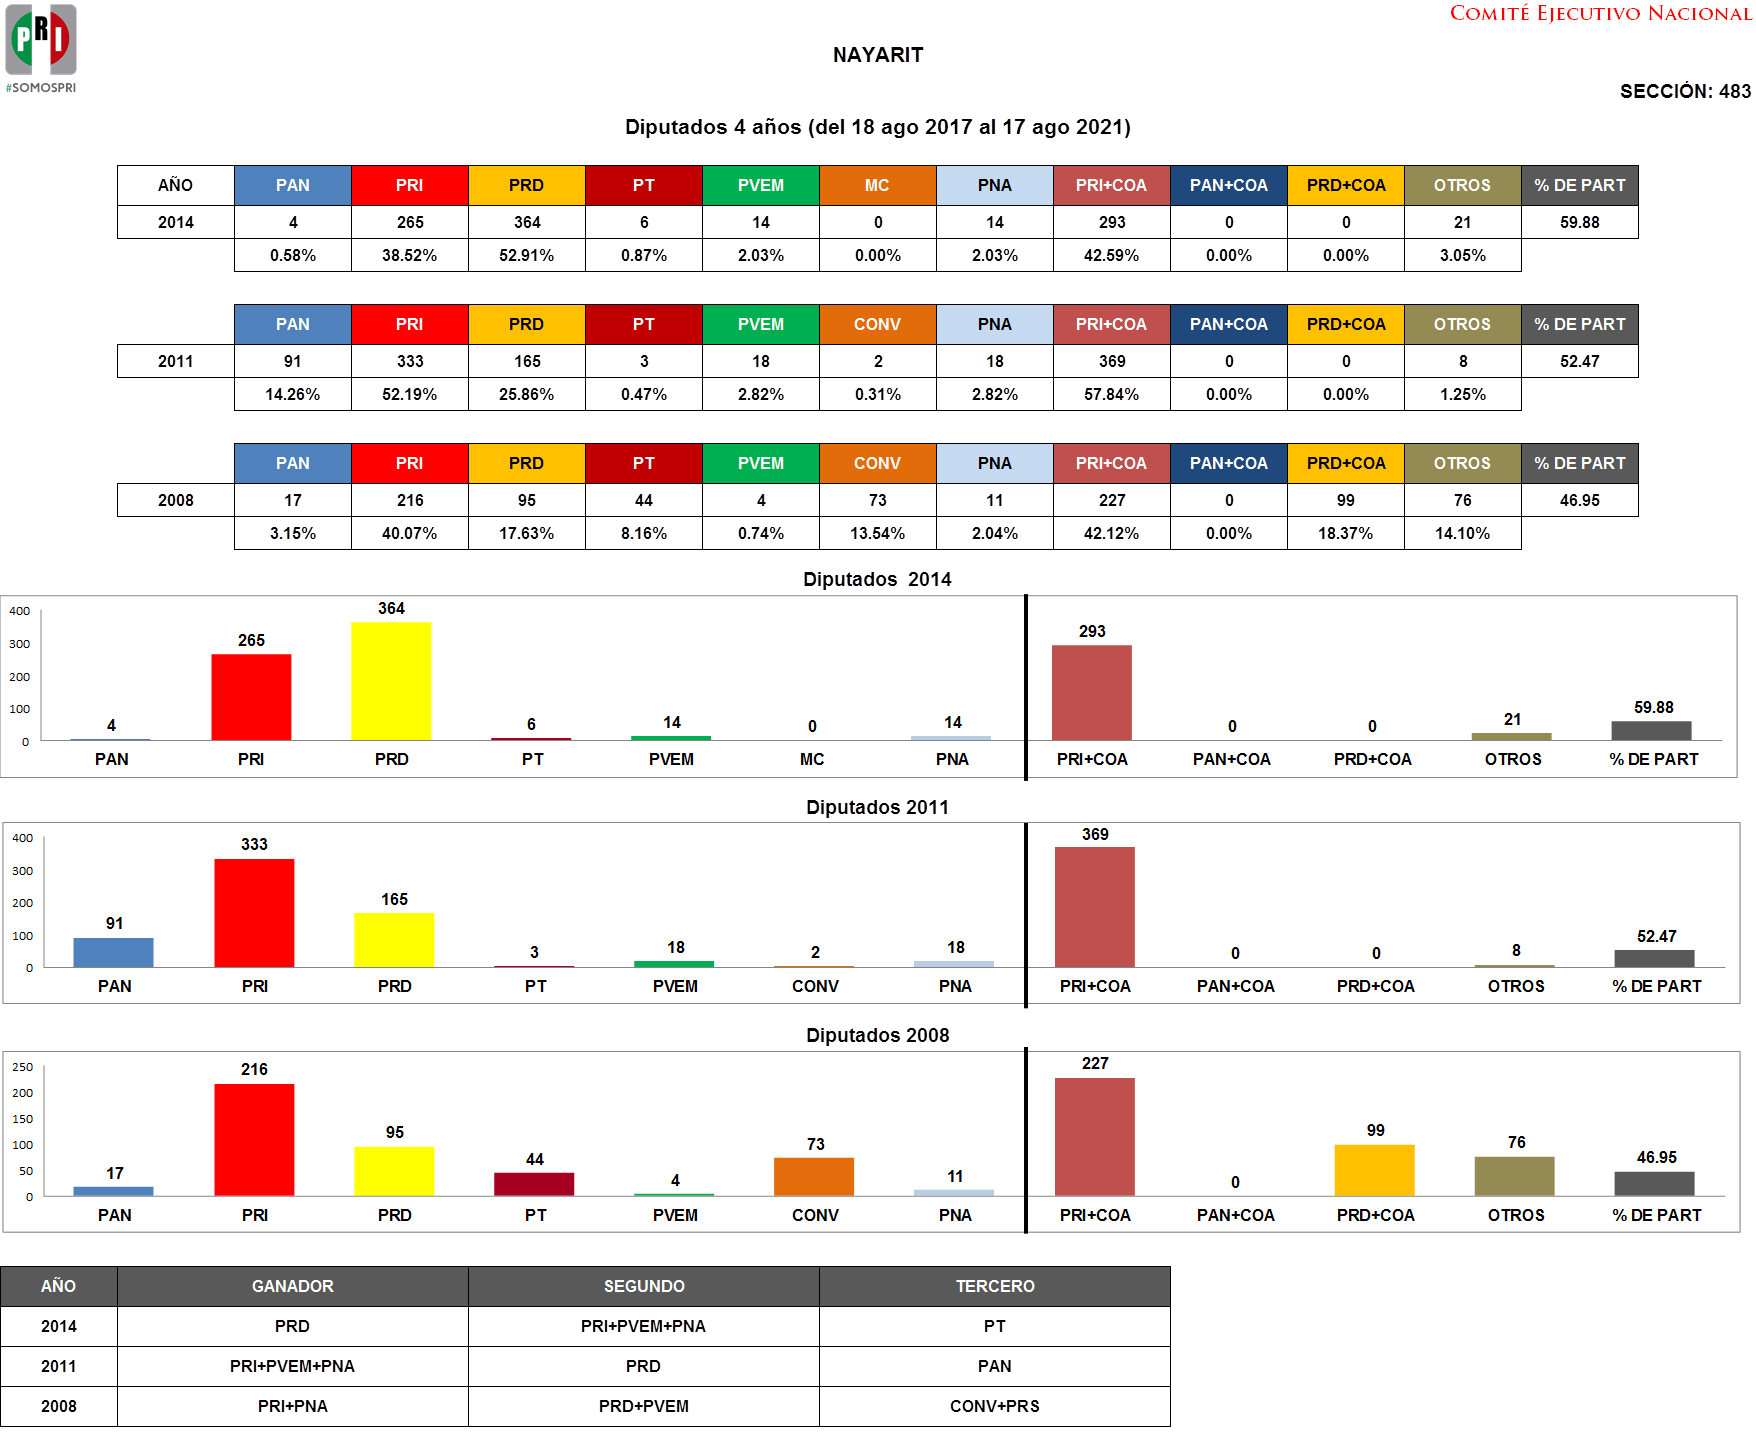 PRI
#SOMOSPRI
COMITÉ EJECUTIVO NACIONAL
NAYARIT
SECCIÓN: 483
Diputados 4 años (del 18 ago 2017 al 17 ago 2021)
AÑO PAN PRI PRD PT PVEM MC PNA PRI+COA PAN+COA PRD+COA OTROS % DE PART
2014 4 265 364 6 14 0 14 293 0 0 21 59.88
0.58% 38.52% 52.91% 0.87% 2.03% 0.00% 2.03% 42.59% 0.00% 0.00% 3.05%
PAN PRI PRD PT PVEM CONV PNA PRI+COA PAN+COA PRD+COA OTROS % DE PART
2011 91 333 165 3 18 2 18 369 0 0 8 52.47
14.26% 52.19% 25.86% 0.47% 2.82% 0.31% 2.82% 57.84% 0.00% 0.00% 1.25%
PAN PRI PRD PT PVEM CONV PNA PRI+COA PAN+COA PRD+COA OTROS % DE PART
2008 17 216 95 44 4 73 11 227 0 99 76 46.95
3.15% 40.07% 17.63% 8.16% 0.74% 13.54% 2.04% 42.12% 0.00% 18.37% 14.10%
Diputados 2014
400
300
200
100
0
4 265 364 6 14 0 14 293 0 0 21 59.88
PAN PRI PRD PT PVEM MC PNA PRI+COA PAN+COA PRD+COA OTROS % DE PART
Diputados 2011
400
300
200
100
0
91 333 165 3 18 2 18 369 0 0 8 52.47
PAN PRI PRD PT PVEM CONV PNA PRI+COA PAN+COA PRD+COA OTROS % DE PART
Diputados 2008
250
200
150
100
50
0
17 216 95 44 4 73 11 227 0 99 76 46.95
PAN PRI PRD PT PVEM CONV PNA PRI+COA PAN+COA PRD+COA OTROS % DE PART
AÑO GANADOR SEGUNDO TERCERO
2014 PRD PRI+PVEM+PNA PT
2011 PRI+PVEM+PNA PRD PAN
2008 PRI+PNA PRD+PVEM CONV+PRS